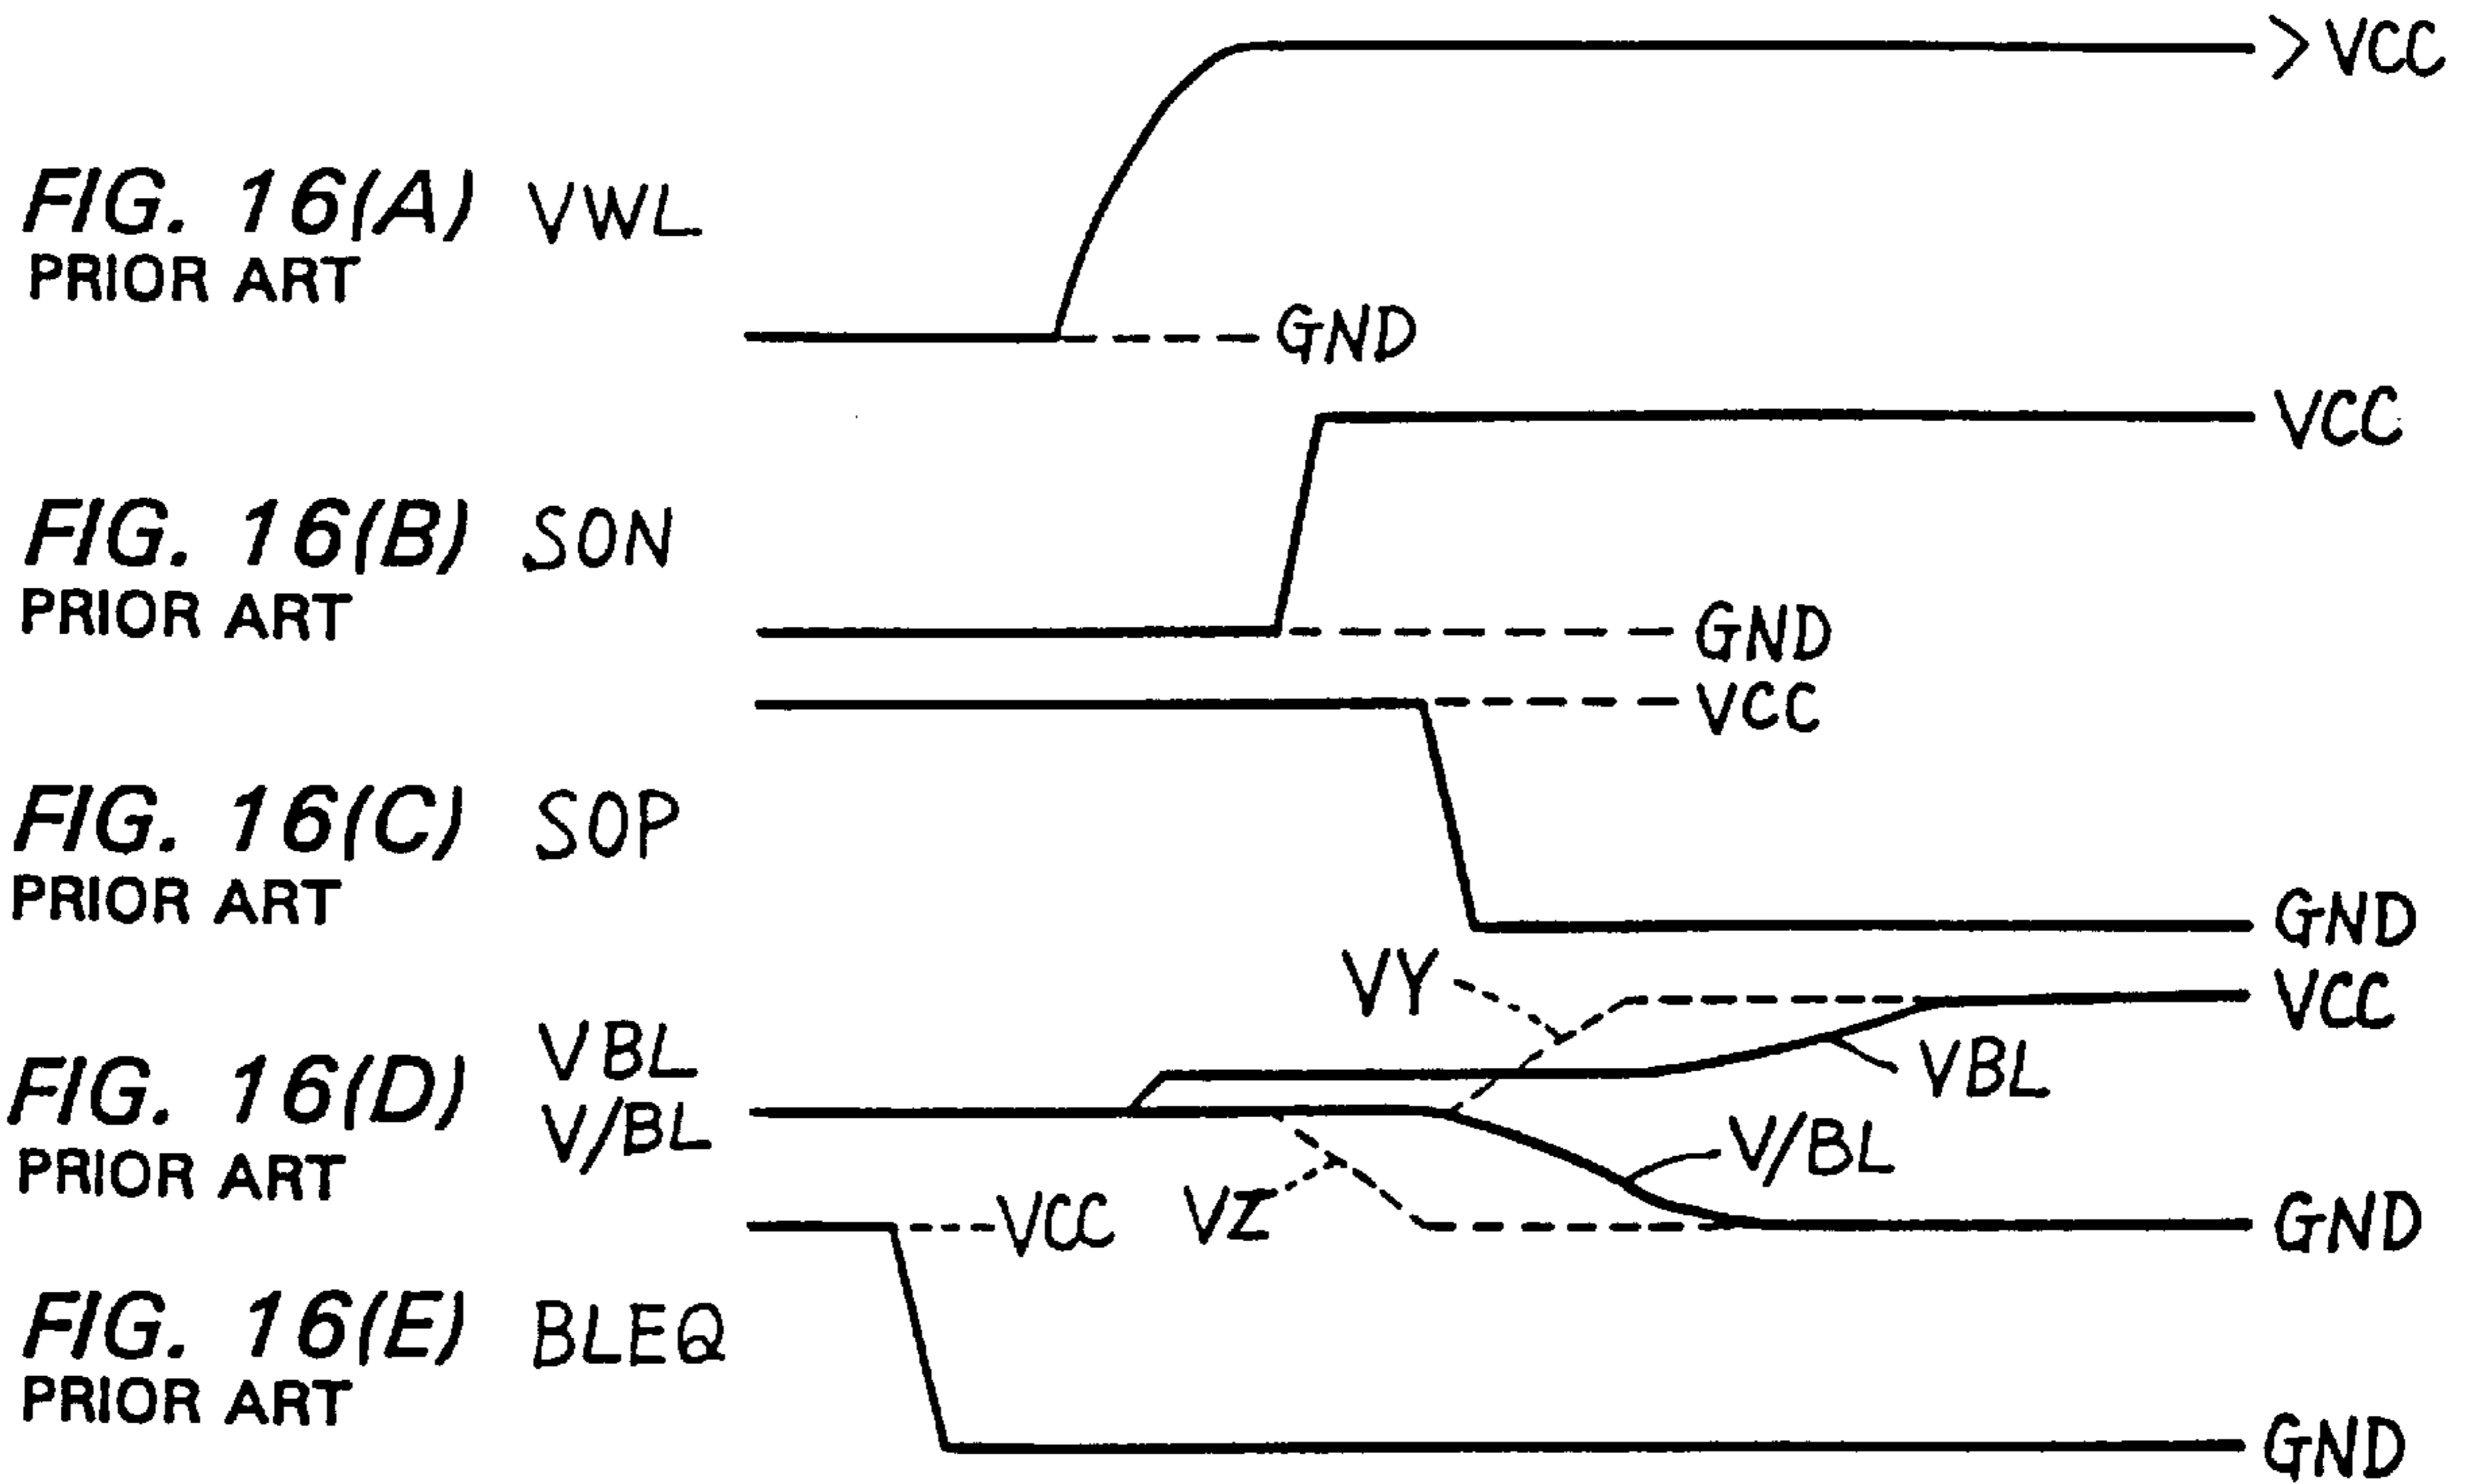 > VCC
FIG. 16(A) VWL
PRIOR ART
GND
VCC
FIG. 16(B) SON
PRIOR ART
GND
VCC
FIG. 16(C) SOP
PRIOR ART
GND
VY
VCC
VBL
VBL
FIG. 16(D)
V/BL
V/BL
PRIOR ART
VCC
VZ
GND
FIG. 16(E) BLEQ
PRIOR ART
GND